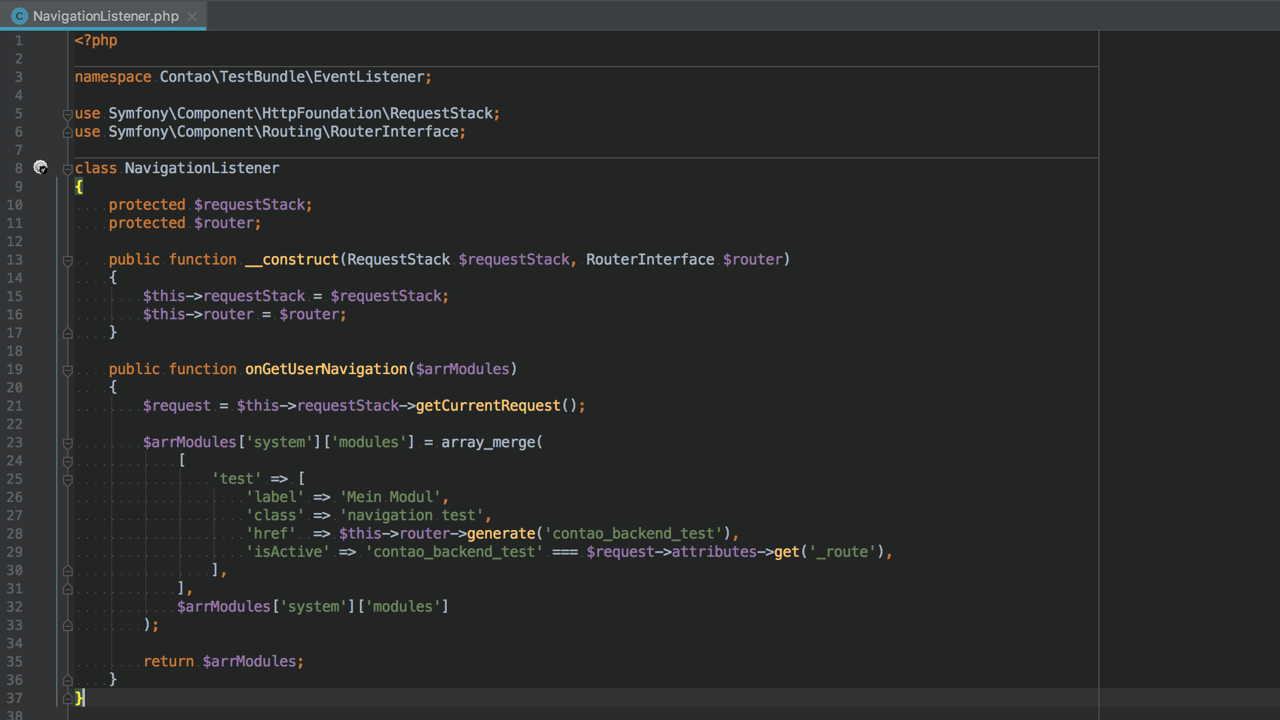 NavigationListener.php
1 <?php
2
3 namespace Contao\TestBundle\EventListener;
4
5 use Symfony\Component\HttpFoundation\RequestStack;
6 use Symfony\Component\Routing\RouterInterface;
7
8 class NavigationListener
9 {
10     protected $requestStack;
11     protected $router;
12
13     public function __construct(RequestStack $requestStack, RouterInterface $router)
14     {
15         $this->requestStack = $requestStack;
16         $this->router = $router;
17     }
18
19     public function onGetUserNavigation($arrModules)
20     {
21         $request = $this->requestStack->getCurrentRequest();
22
23         $arrModules['system']['modules'] = array_merge(
24             [
25                 'test' => [
26                     'label' => 'Mein Modul',
27                     'class' => 'navigation test',
28                     'href'  => $this->router->generate('contao_backend_test'),
29                     'isActive' => 'contao_backend_test' === $request->attributes->get('_route'),
30                 ],
31             ],
32             $arrModules['system']['modules']
33         );
34
35         return $arrModules;
36     }
37 }
38